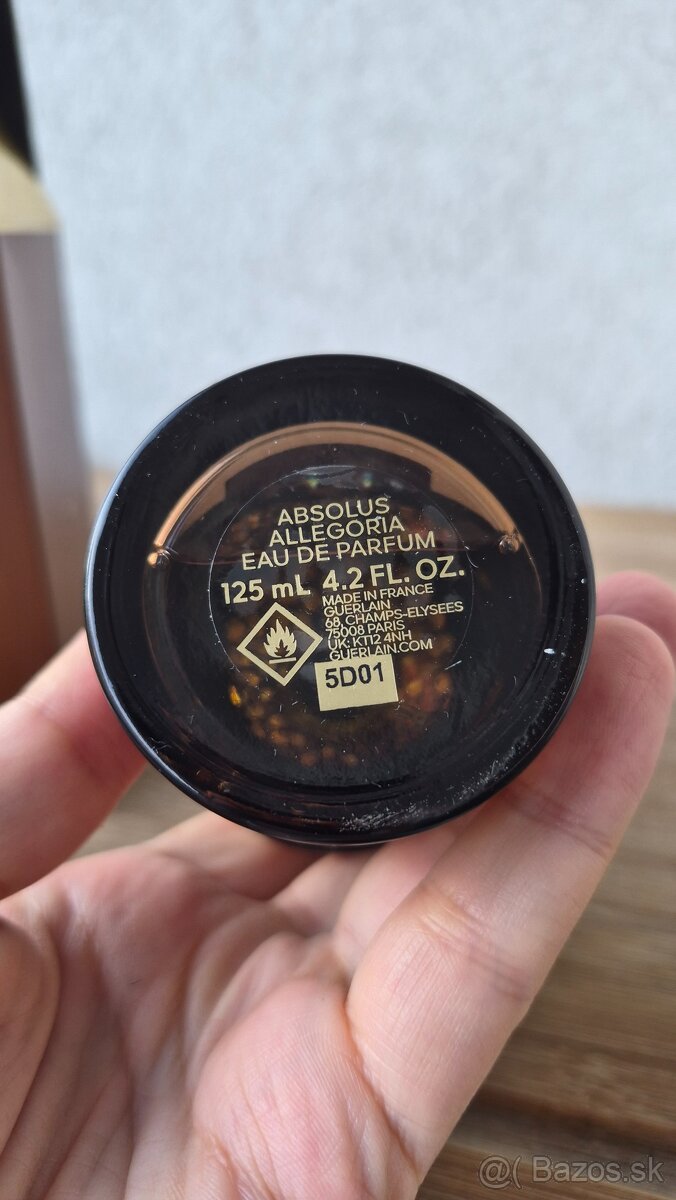 ABSOLUS
ALLEGORIA
EAU DE PARFUM
125 mL 4.2 FL. OZ.
MADE IN FRANCE
GUERLAIN
68, CHAMPS-ELYSEES
75008 PARIS
UK: KT12 4NH
GUERLAIN.COM
5D01
@( Bazos.sk